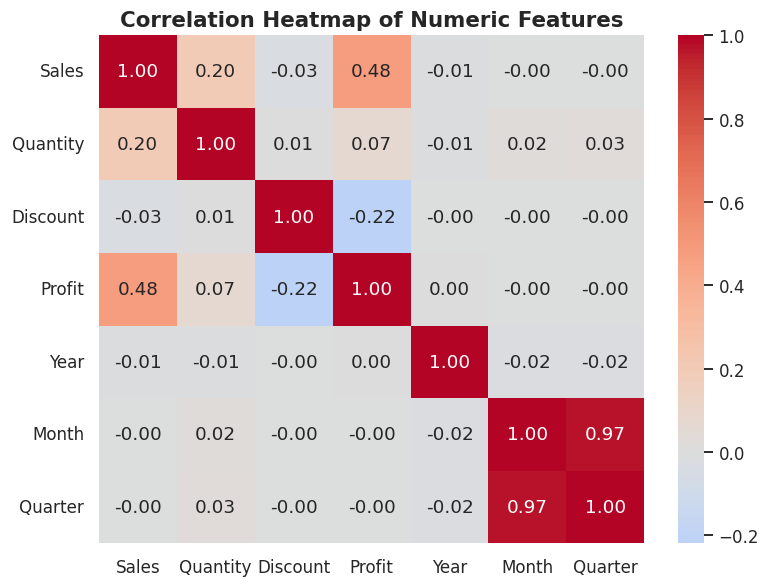 Correlation Heatmap of Numeric Features
Sales 1.00 0.20 -0.03 0.48 -0.01 -0.00 -0.00
Quantity 0.20 1.00 0.01 0.07 -0.01 0.02 0.03
Discount -0.03 0.01 1.00 -0.22 -0.00 -0.00 -0.00
Profit 0.48 0.07 -0.22 1.00 0.00 -0.00 -0.00
Year -0.01 -0.01 -0.00 0.00 1.00 -0.02 -0.02
Month -0.00 0.02 -0.00 -0.00 -0.02 1.00 0.97
Quarter -0.00 0.03 -0.00 -0.00 -0.02 0.97 1.00
Sales Quantity Discount Profit Year Month Quarter
1.0
0.8
0.6
0.4
0.2
0.0
−0.2